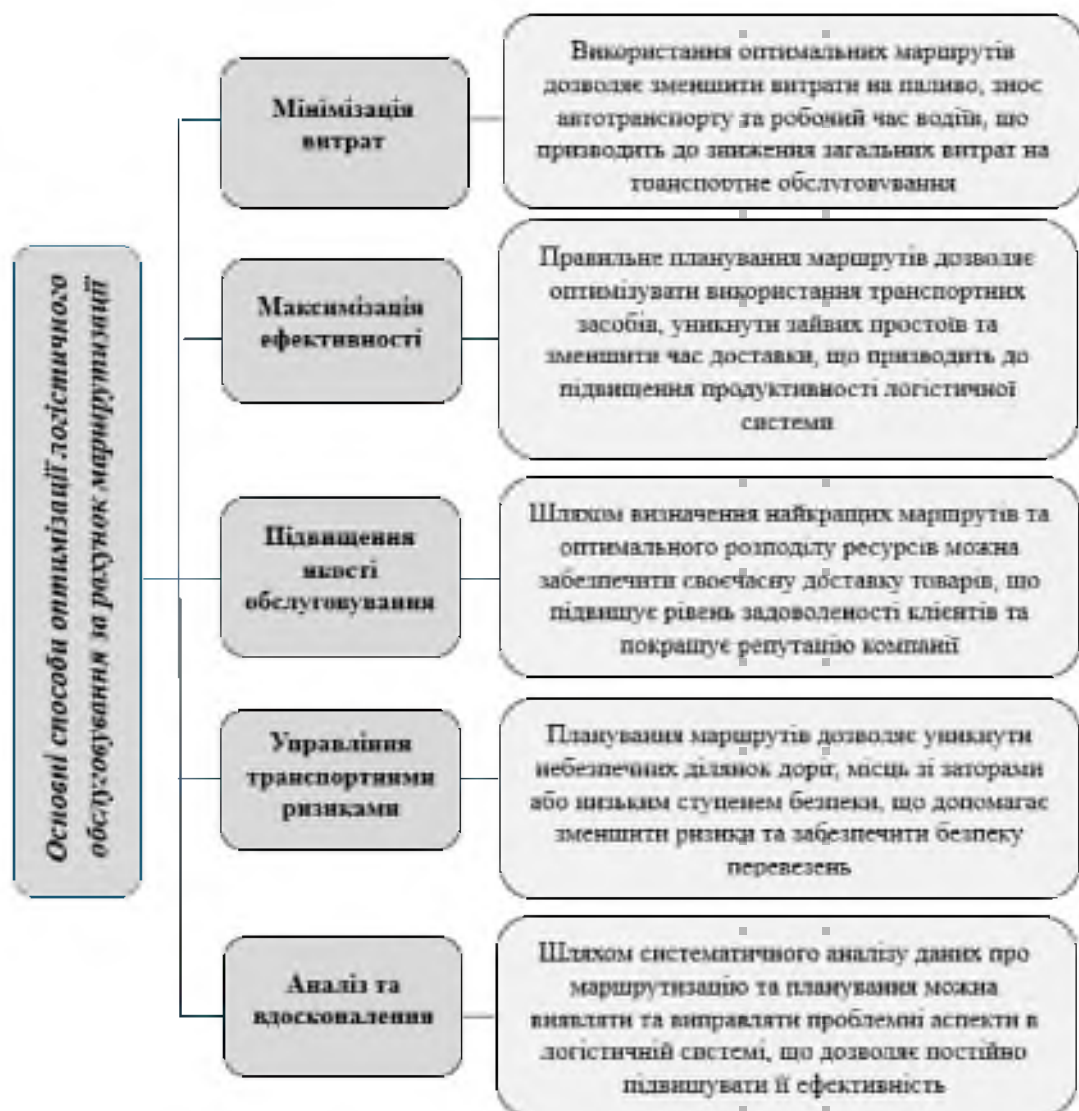 Основні способи оптимізації логістичного
обслуговування за рахунок маршрутизації
Мінімізація
витрат
Використання оптимальних маршрутів
дозволяє зменшити витрати на паливо, знос
автотранспорту та робочий час водіїв, що
призводить до зниження загальних витрат на
транспортне обслуговування
Максимізація
ефективності
Правильне планування маршрутів дозволяє
оптимізувати використання транспортних
засобів, уникнути зайвих простоїв та
зменшити час доставки, що призводить до
підвищення продуктивності логістичної
системи
Підвищення
якості
обслуговування
Шляхом визначення найкращих маршрутів та
оптимального розподілу ресурсів можна
забезпечити своєчасну доставку товарів, що
підвищує рівень задоволеності клієнтів та
покращує репутацію компанії
Управління
транспортними
ризиками
Планування маршрутів дозволяє уникнути
небезпечних ділянок доріг, місць зі заторами
або низьким ступенем безпеки, що допомагає
зменшити ризики та забезпечити безпеку
перевезень
Аналіз та
вдосконалення
Шляхом систематичного аналізу даних про
маршрутизацію та планування можна
виявляти та виправляти проблемні аспекти в
логістичній системі, що дозволяє постійно
підвищувати її ефективність